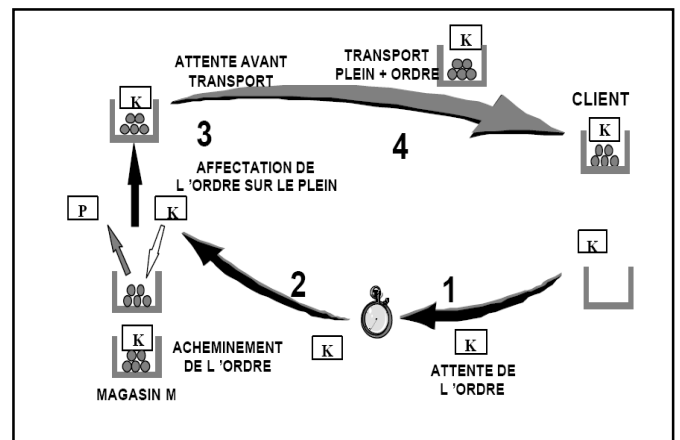 K
TRANSPORT
PLEIN + ORDRE
ATTENTE AVANT
TRANSPORT
K
CLIENT
K
3
4
AFFECTATION DE
L 'ORDRE SUR LE PLEIN
P
K
K
2
1
K
ACHEMINEMENT
DE L 'ORDRE
K
K
ATTENTE DE
L 'ORDRE
MAGASIN M